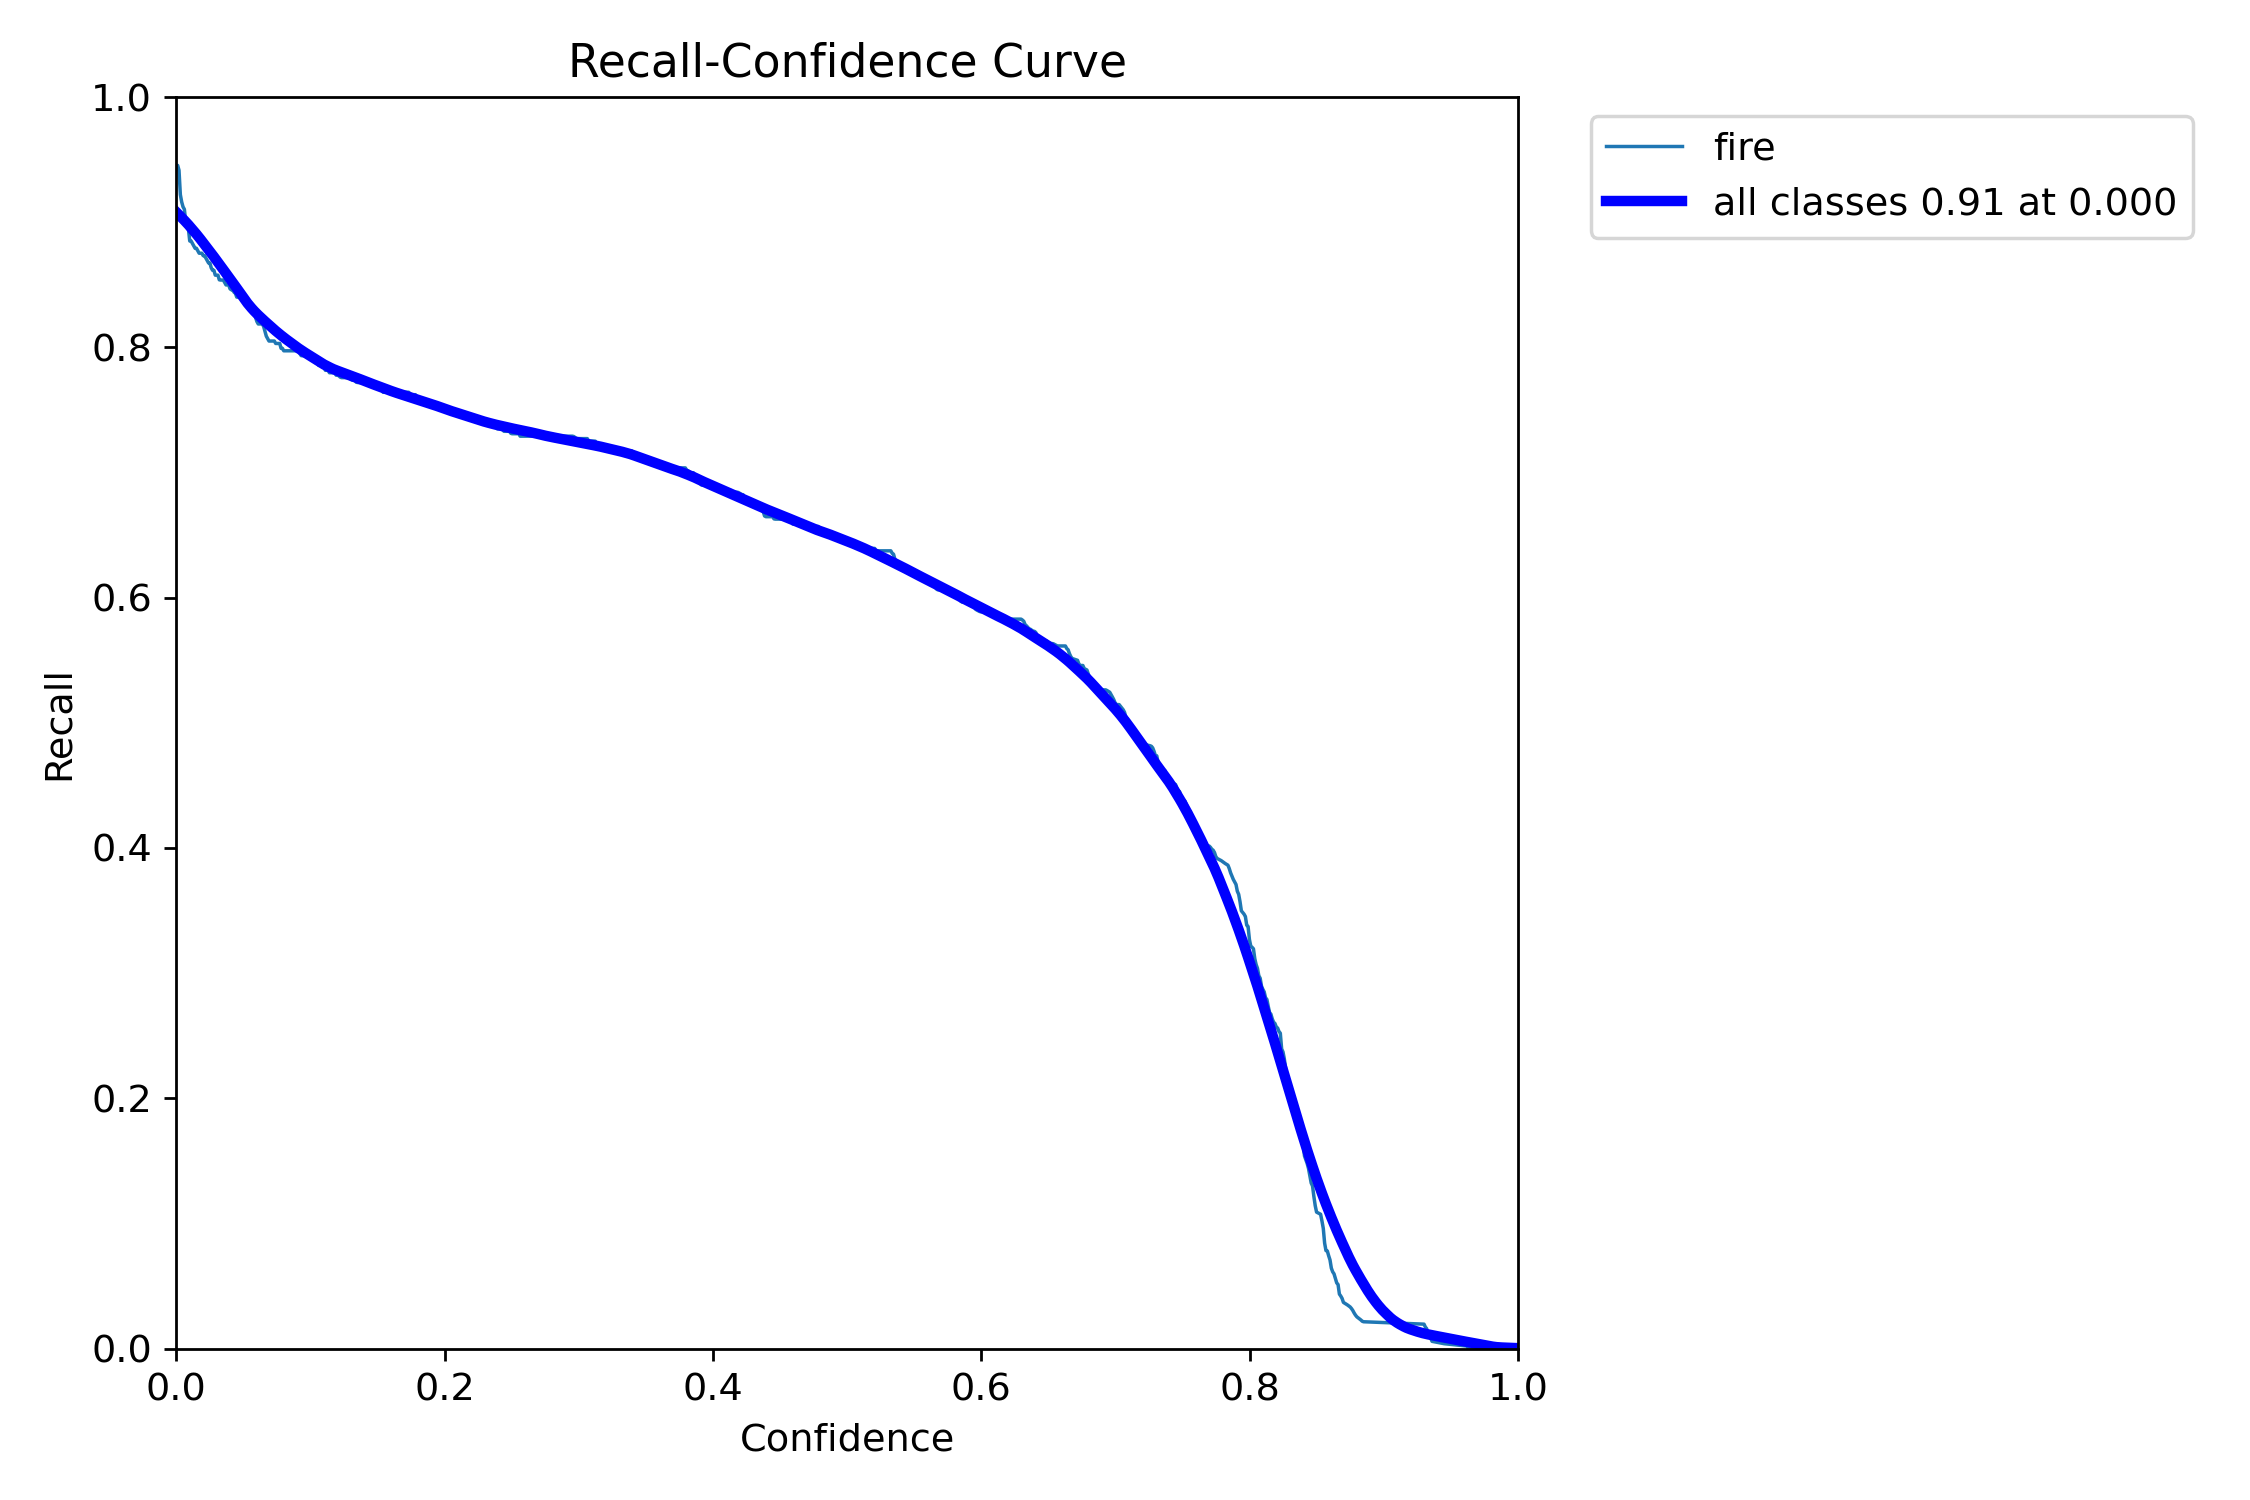 Recall-Confidence Curve
1.0
0.8
0.6
0.4
0.2
0.0
Recall
0.0 0.2 0.4 0.6 0.8 1.0
Confidence
fire
all classes 0.91 at 0.000